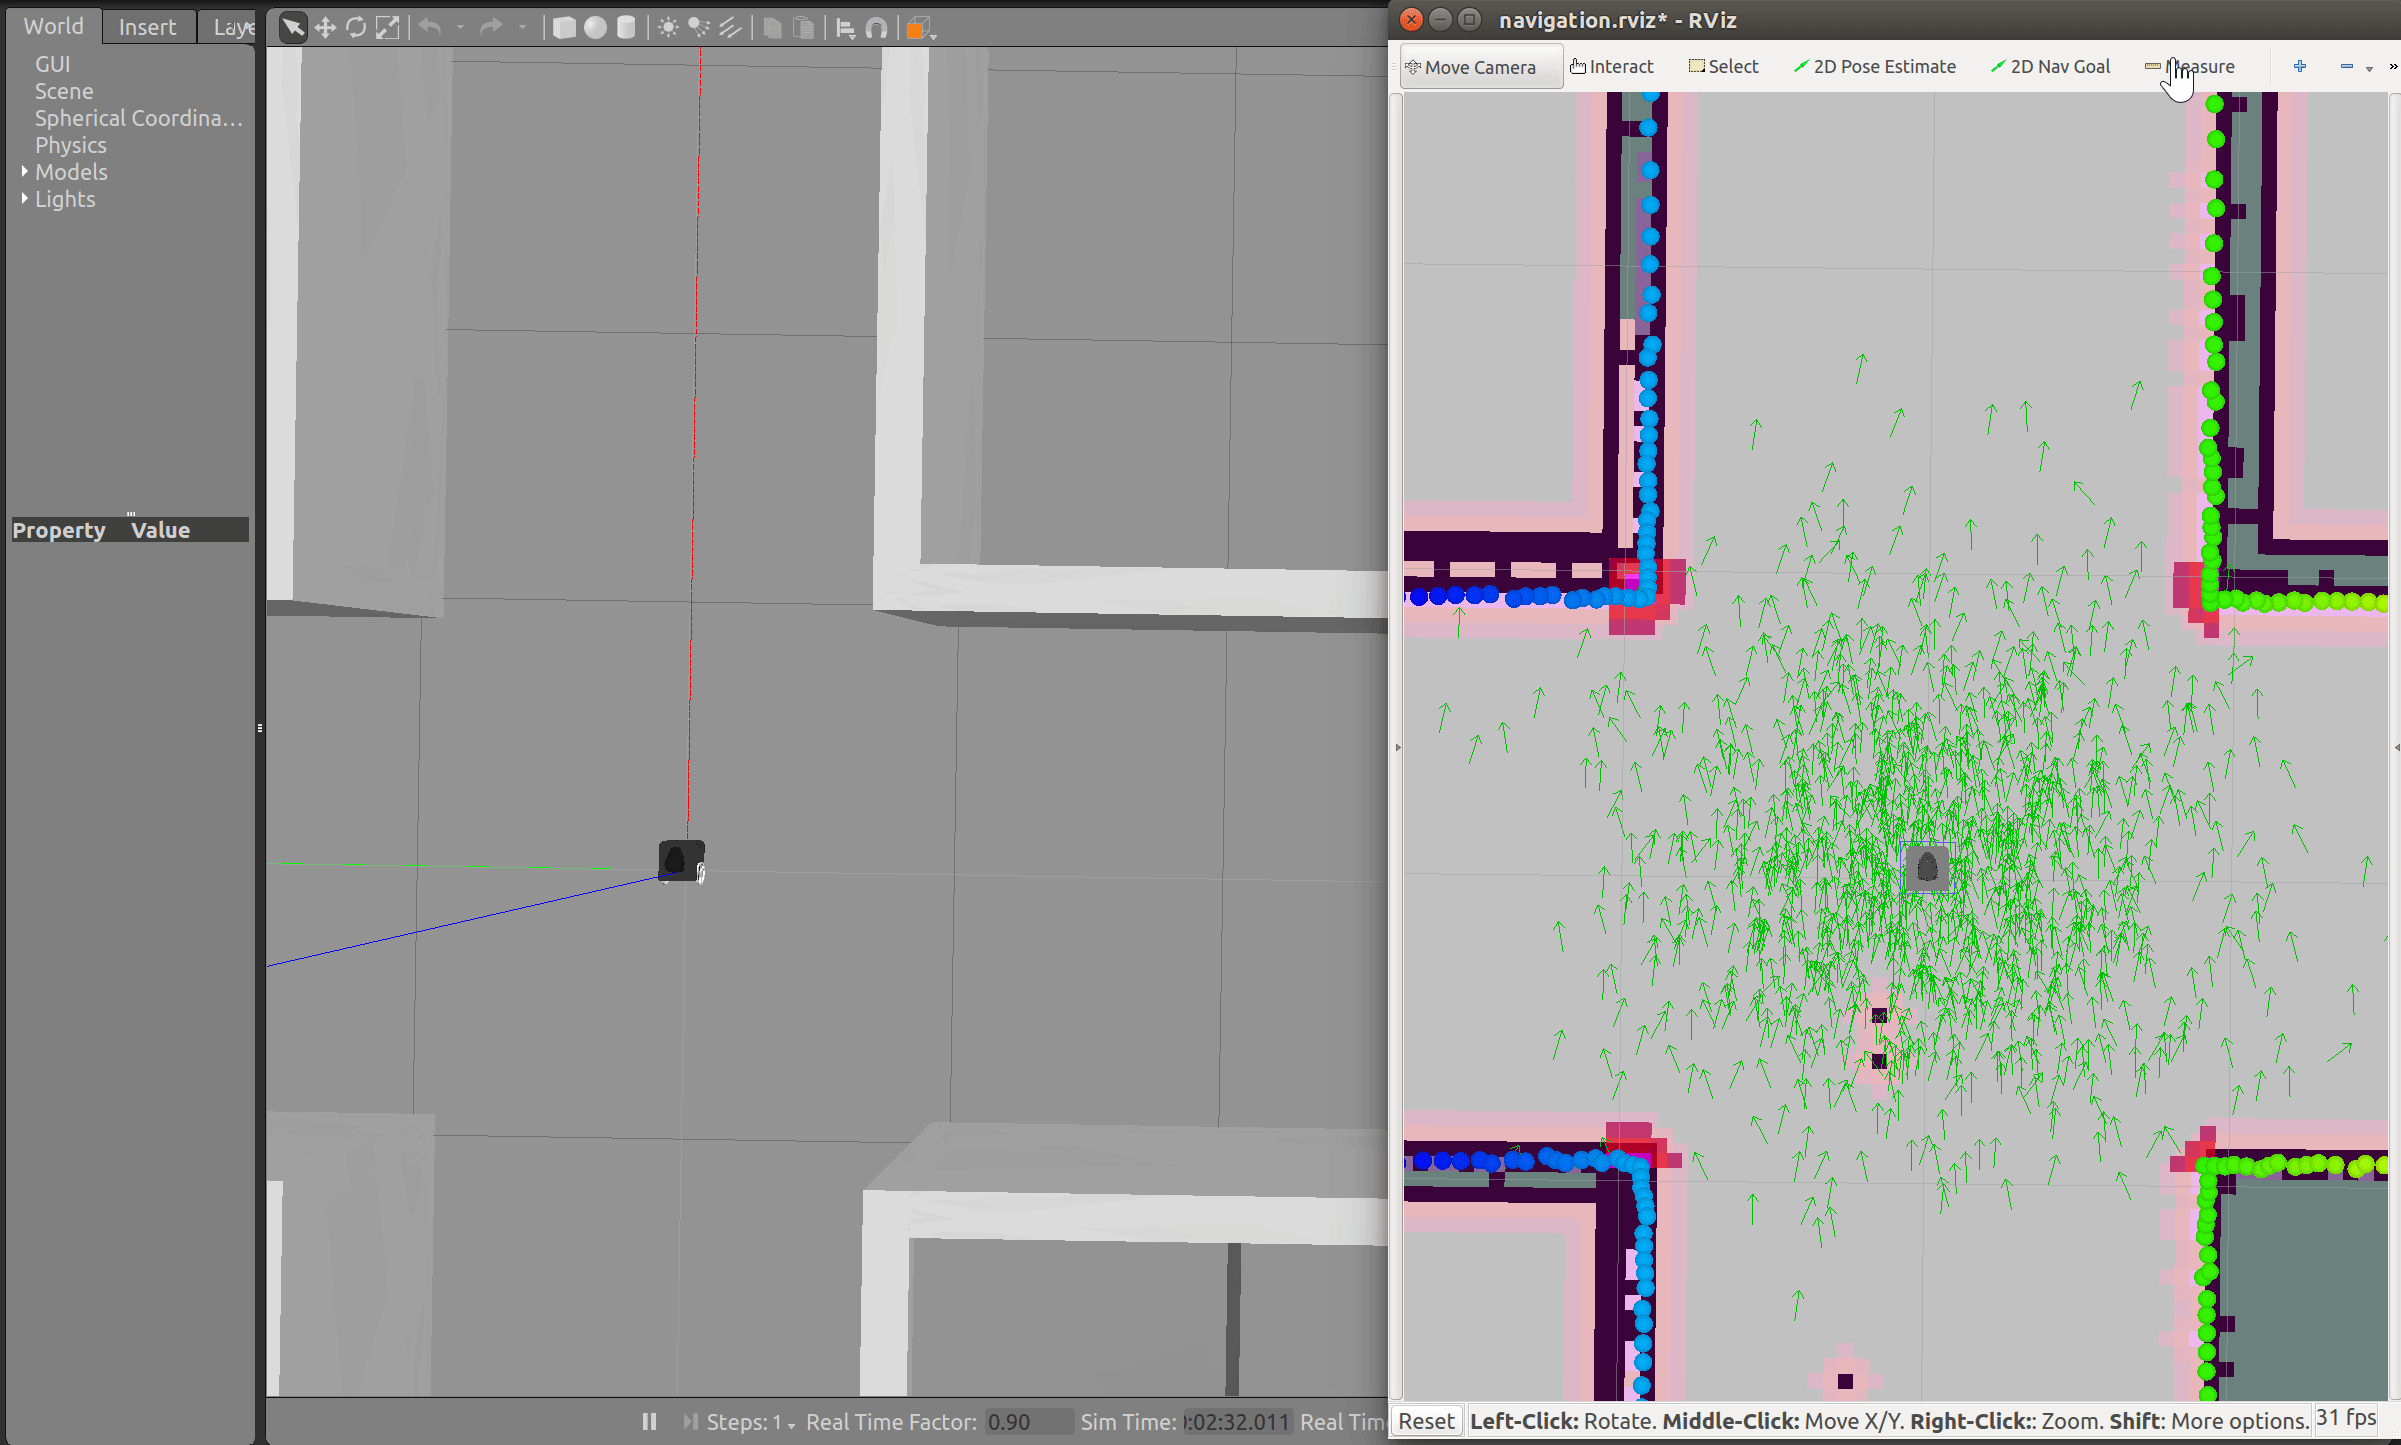 World Insert Laye
GUI
Scene
Spherical Coordina…
Physics
Models
Lights
Property Value
Steps: 1 Real Time Factor: 0.90 Sim Time: 0:02:32.011 Real Tim
navigation.rviz* - RViz
Move Camera Interact Select 2D Pose Estimate 2D Nav Goal Measure
Reset Left-Click: Rotate. Middle-Click: Move X/Y. Right-Click:: Zoom. Shift: More options. 31 fps